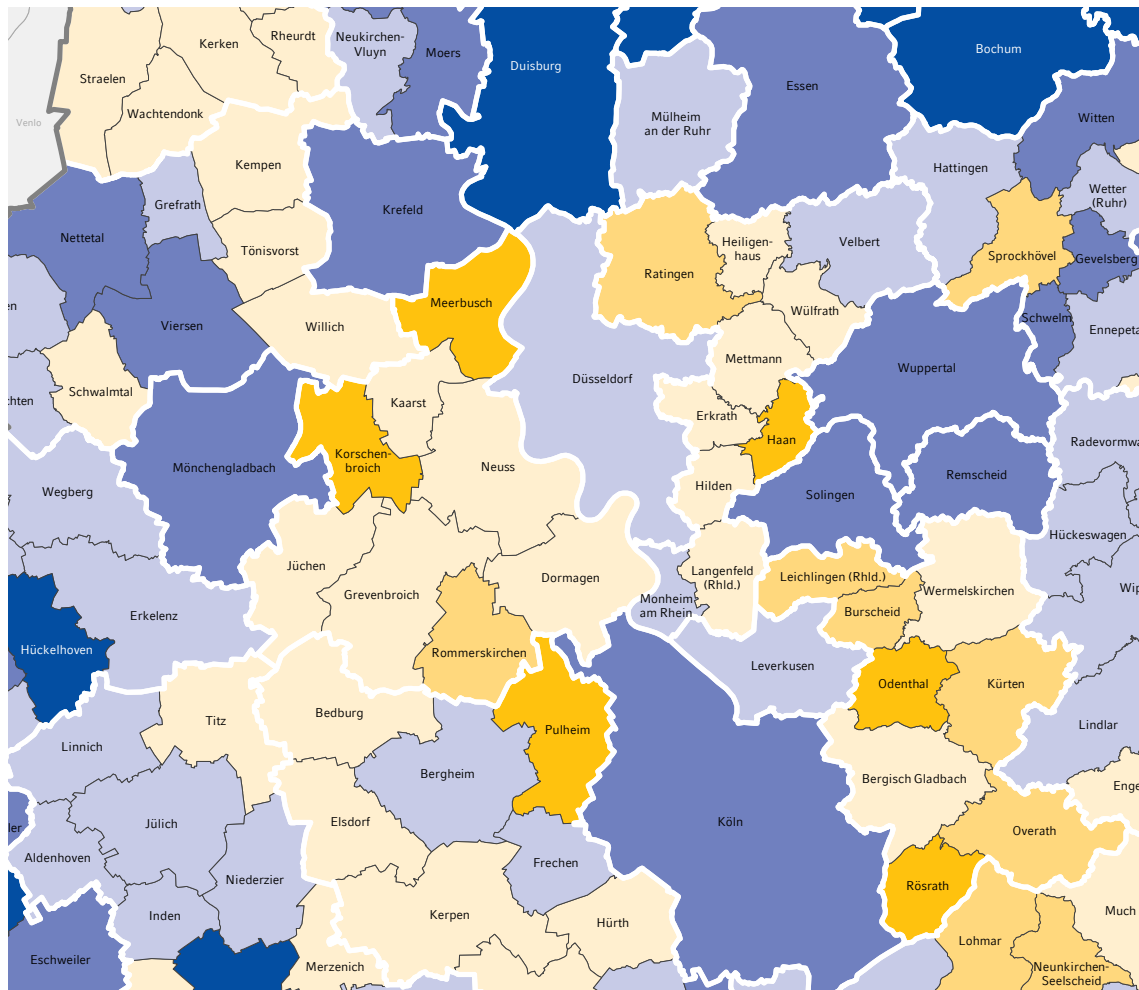 Kerken
Rheurdt
Neukirchen-
Vluyn
Moers
Duisburg
Bochum
Straelen
Essen
Wachtendonk
Venlo
Mülheim
an der Ruhr
Witten
Kempen
Hattingen
Wetter
(Ruhr)
Grefrath
Krefeld
Nettetal
Tönisvorst
Heiligen-
haus
Velbert
Sprockhövel
Gevelsberg
Ratingen
Meerbusch
en
Viersen
Willich
Wülfrath
Schwelm
Ennepeta
Mettmann
Wuppertal
Düsseldorf
Schwalmtal
chten
Kaarst
Erkrath
Haan
Radevormwa
Korschen-
broich
Mönchengladbach
Neuss
Remscheid
Wegberg
Hilden
Solingen
Hückeswagen
Jüchen
Dormagen
Langenfeld
(Rhld.)
Leichlingen (Rhld.)
Wip
Grevenbroich
Monheim
am Rhein
Wermelskirchen
Burscheid
Erkelenz
Hückelhoven
Rommerskirchen
Leverkusen
Odenthal
Kürten
Bedburg
Titz
Pulheim
Lindlar
Linnich
Bergheim
Bergisch Gladbach
Enge
Jülich
Elsdorf
Köln
ler
Overath
Aldenhoven
Frechen
Niederzier
Rösrath
Inden
Kerpen
Hürth
Much
Lohmar
Eschweiler
Merzenich
Neunkirchen-
Seelscheid